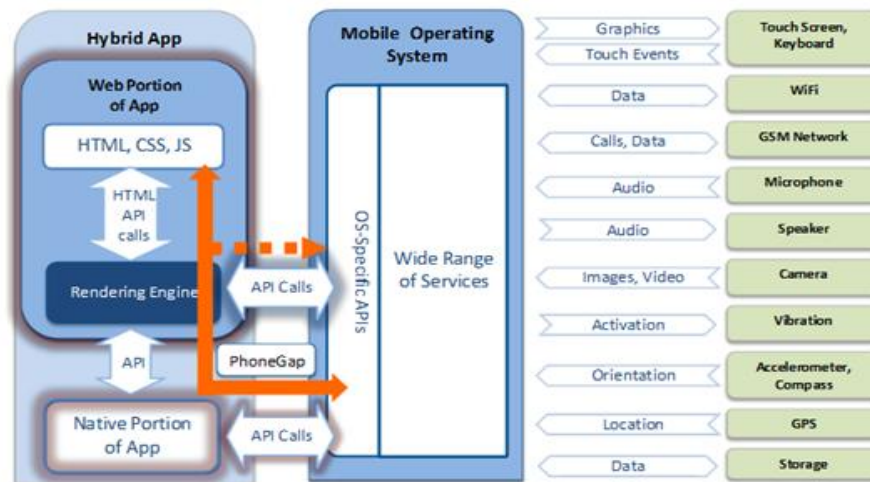 Hybrid App
Web Portion
of App
HTML, CSS, JS
HTML
API
calls
Rendering Engine
API
Native Portion
of App
API Calls
PhoneGap
API Calls
Mobile Operating
System
OS-Specific APIs
Wide Range
of Services
Graphics
Touch Events
Touch Screen,
Keyboard
Data
WiFi
Calls, Data
GSM Network
Audio
Microphone
Audio
Speaker
Images, Video
Camera
Activation
Vibration
Orientation
Accelerometer,
Compass
Location
GPS
Data
Storage